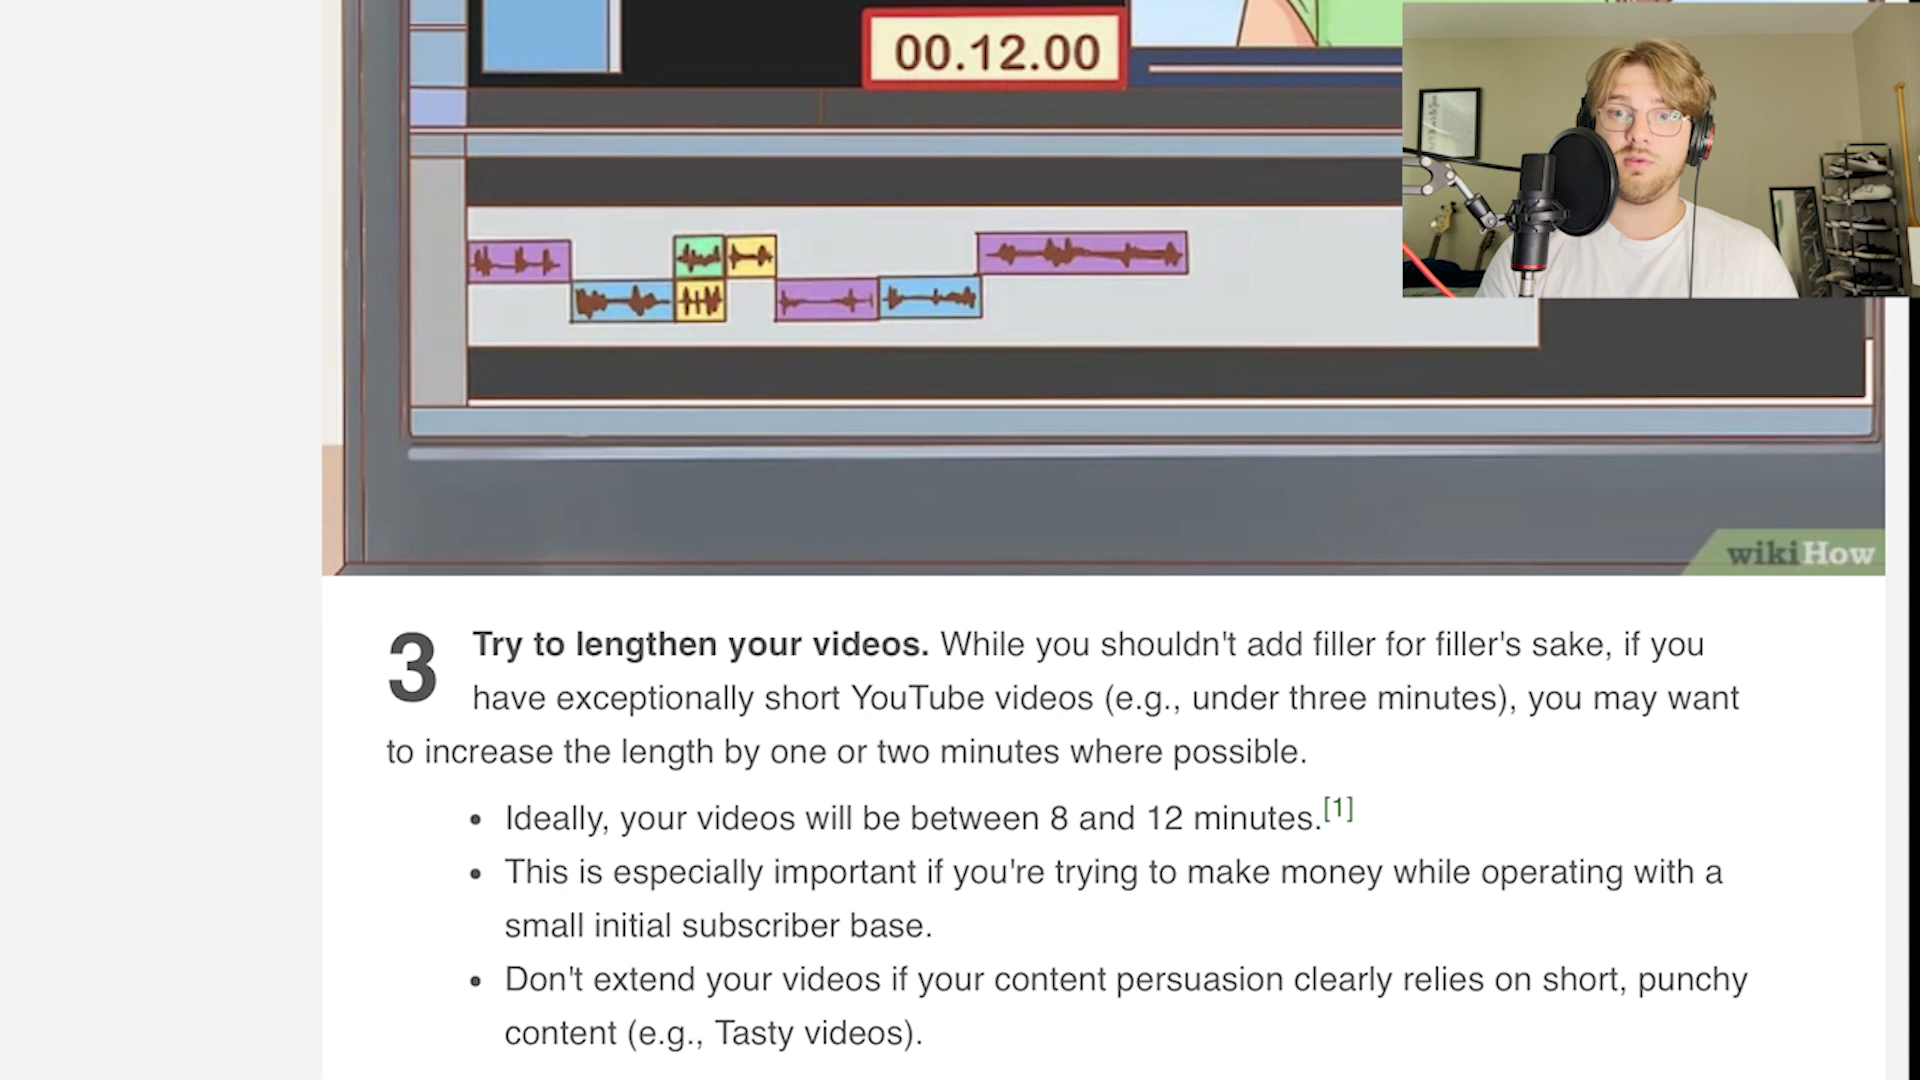 00.12.00
wikiHow
3
Try to lengthen your videos. While you shouldn't add filler for filler's sake, if you
have exceptionally short YouTube videos (e.g., under three minutes), you may want
to increase the length by one or two minutes where possible.
• Ideally, your videos will be between 8 and 12 minutes.[1]
• This is especially important if you're trying to make money while operating with a
small initial subscriber base.
• Don't extend your videos if your content persuasion clearly relies on short, punchy
content (e.g., Tasty videos).